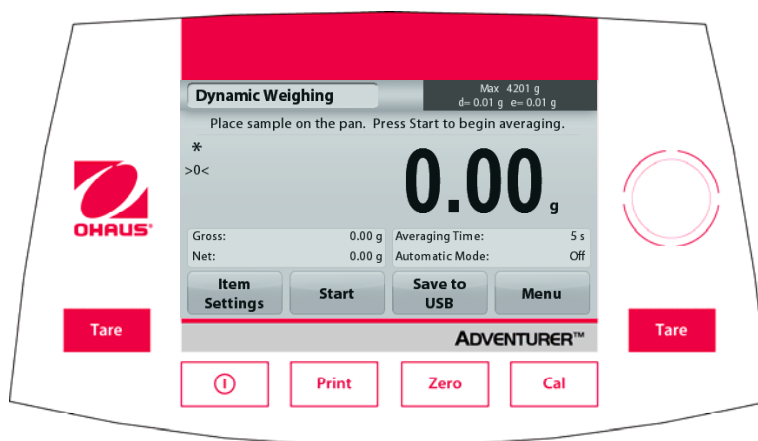 Dynamic Weighing
Max 4201 g
d= 0.01 g e= 0.01 g
Place sample on the pan. Press Start to begin averaging.
*
>0<
0.00 g
OHAUS®
Gross: 0.00 g Averaging Time: 5 s
Net: 0.00 g Automatic Mode: Off
Item Settings
Start
Save to USB
Menu
Tare
ADVENTURER™
Tare
Print
Zero
Cal